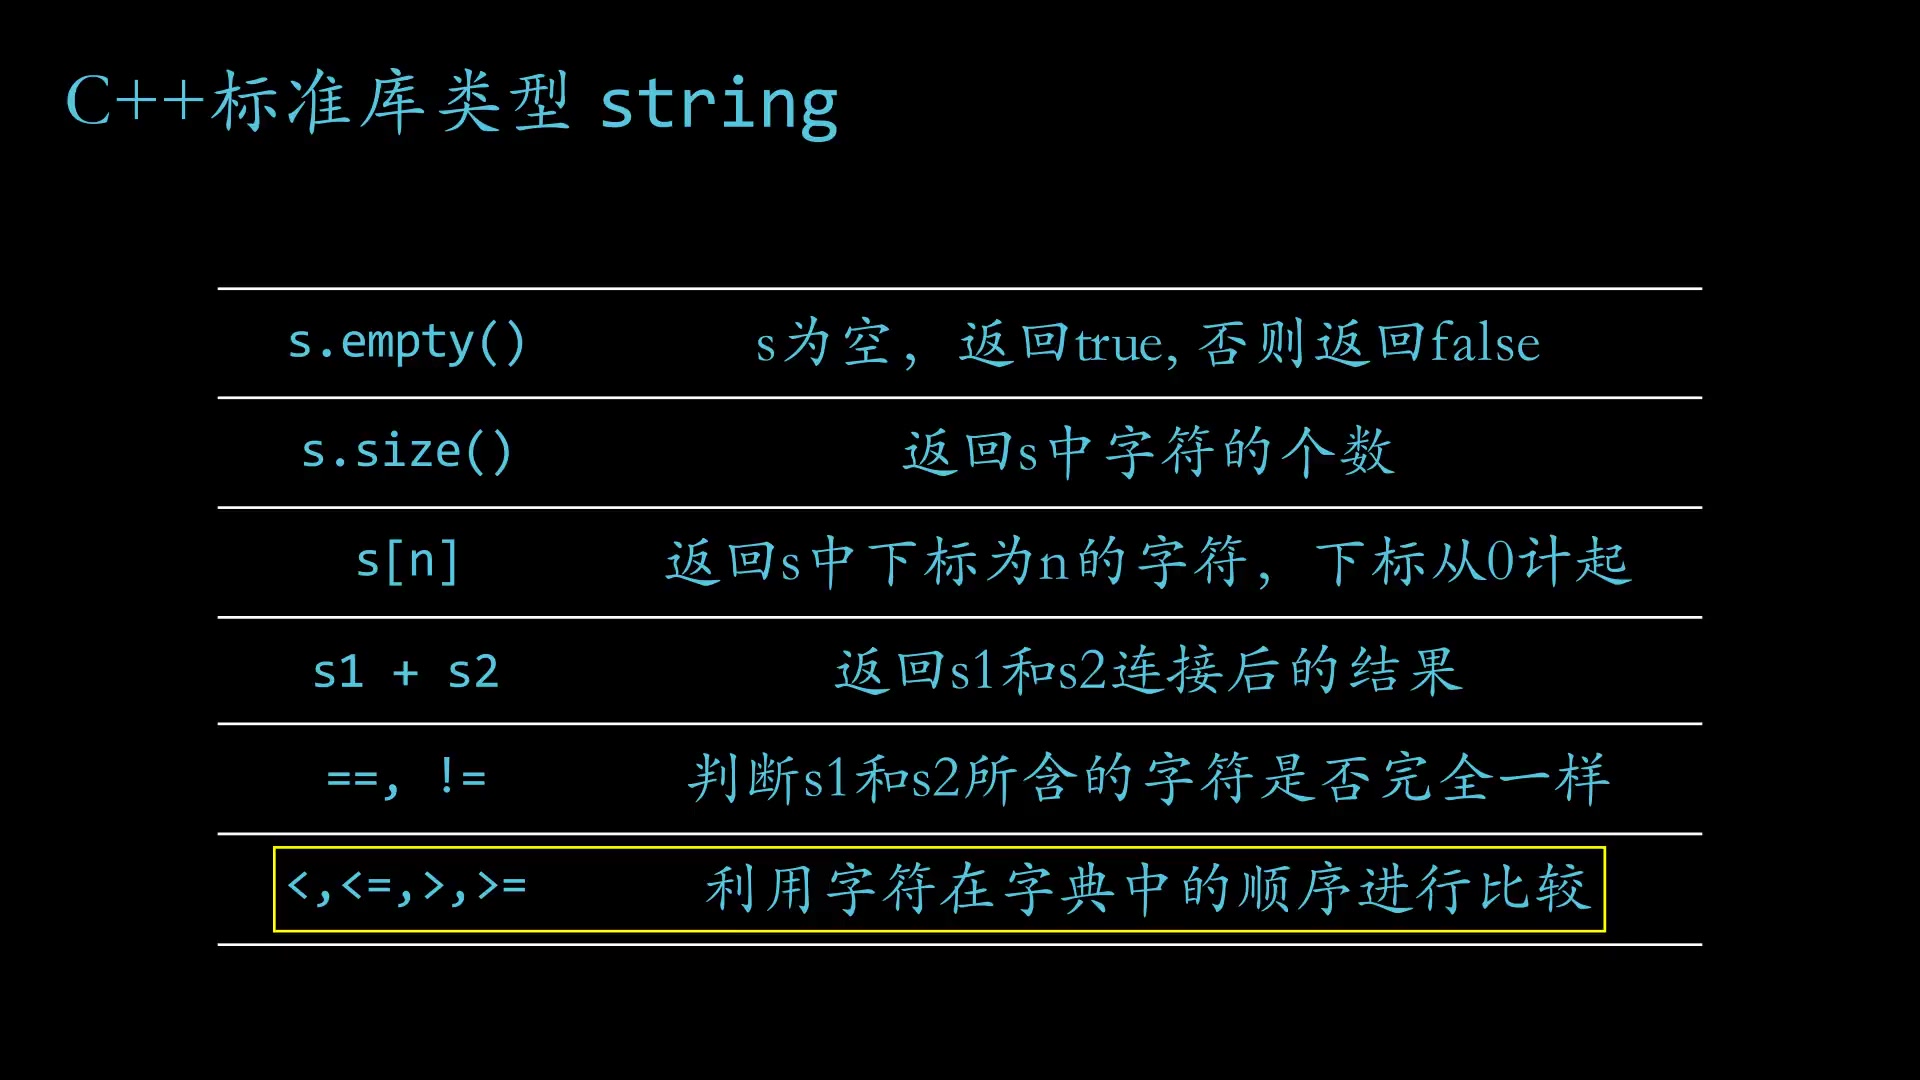 C++标准库类型 string
s.empty() s为空，返回true, 否则返回false
s.size() 返回s中字符的个数
s[n] 返回s中下标为n的字符，下标从0计起
s1 + s2 返回s1和s2连接后的结果
==, != 判断s1和s2所含的字符是否完全一样
<,<=,>,>= 利用字符在字典中的顺序进行比较